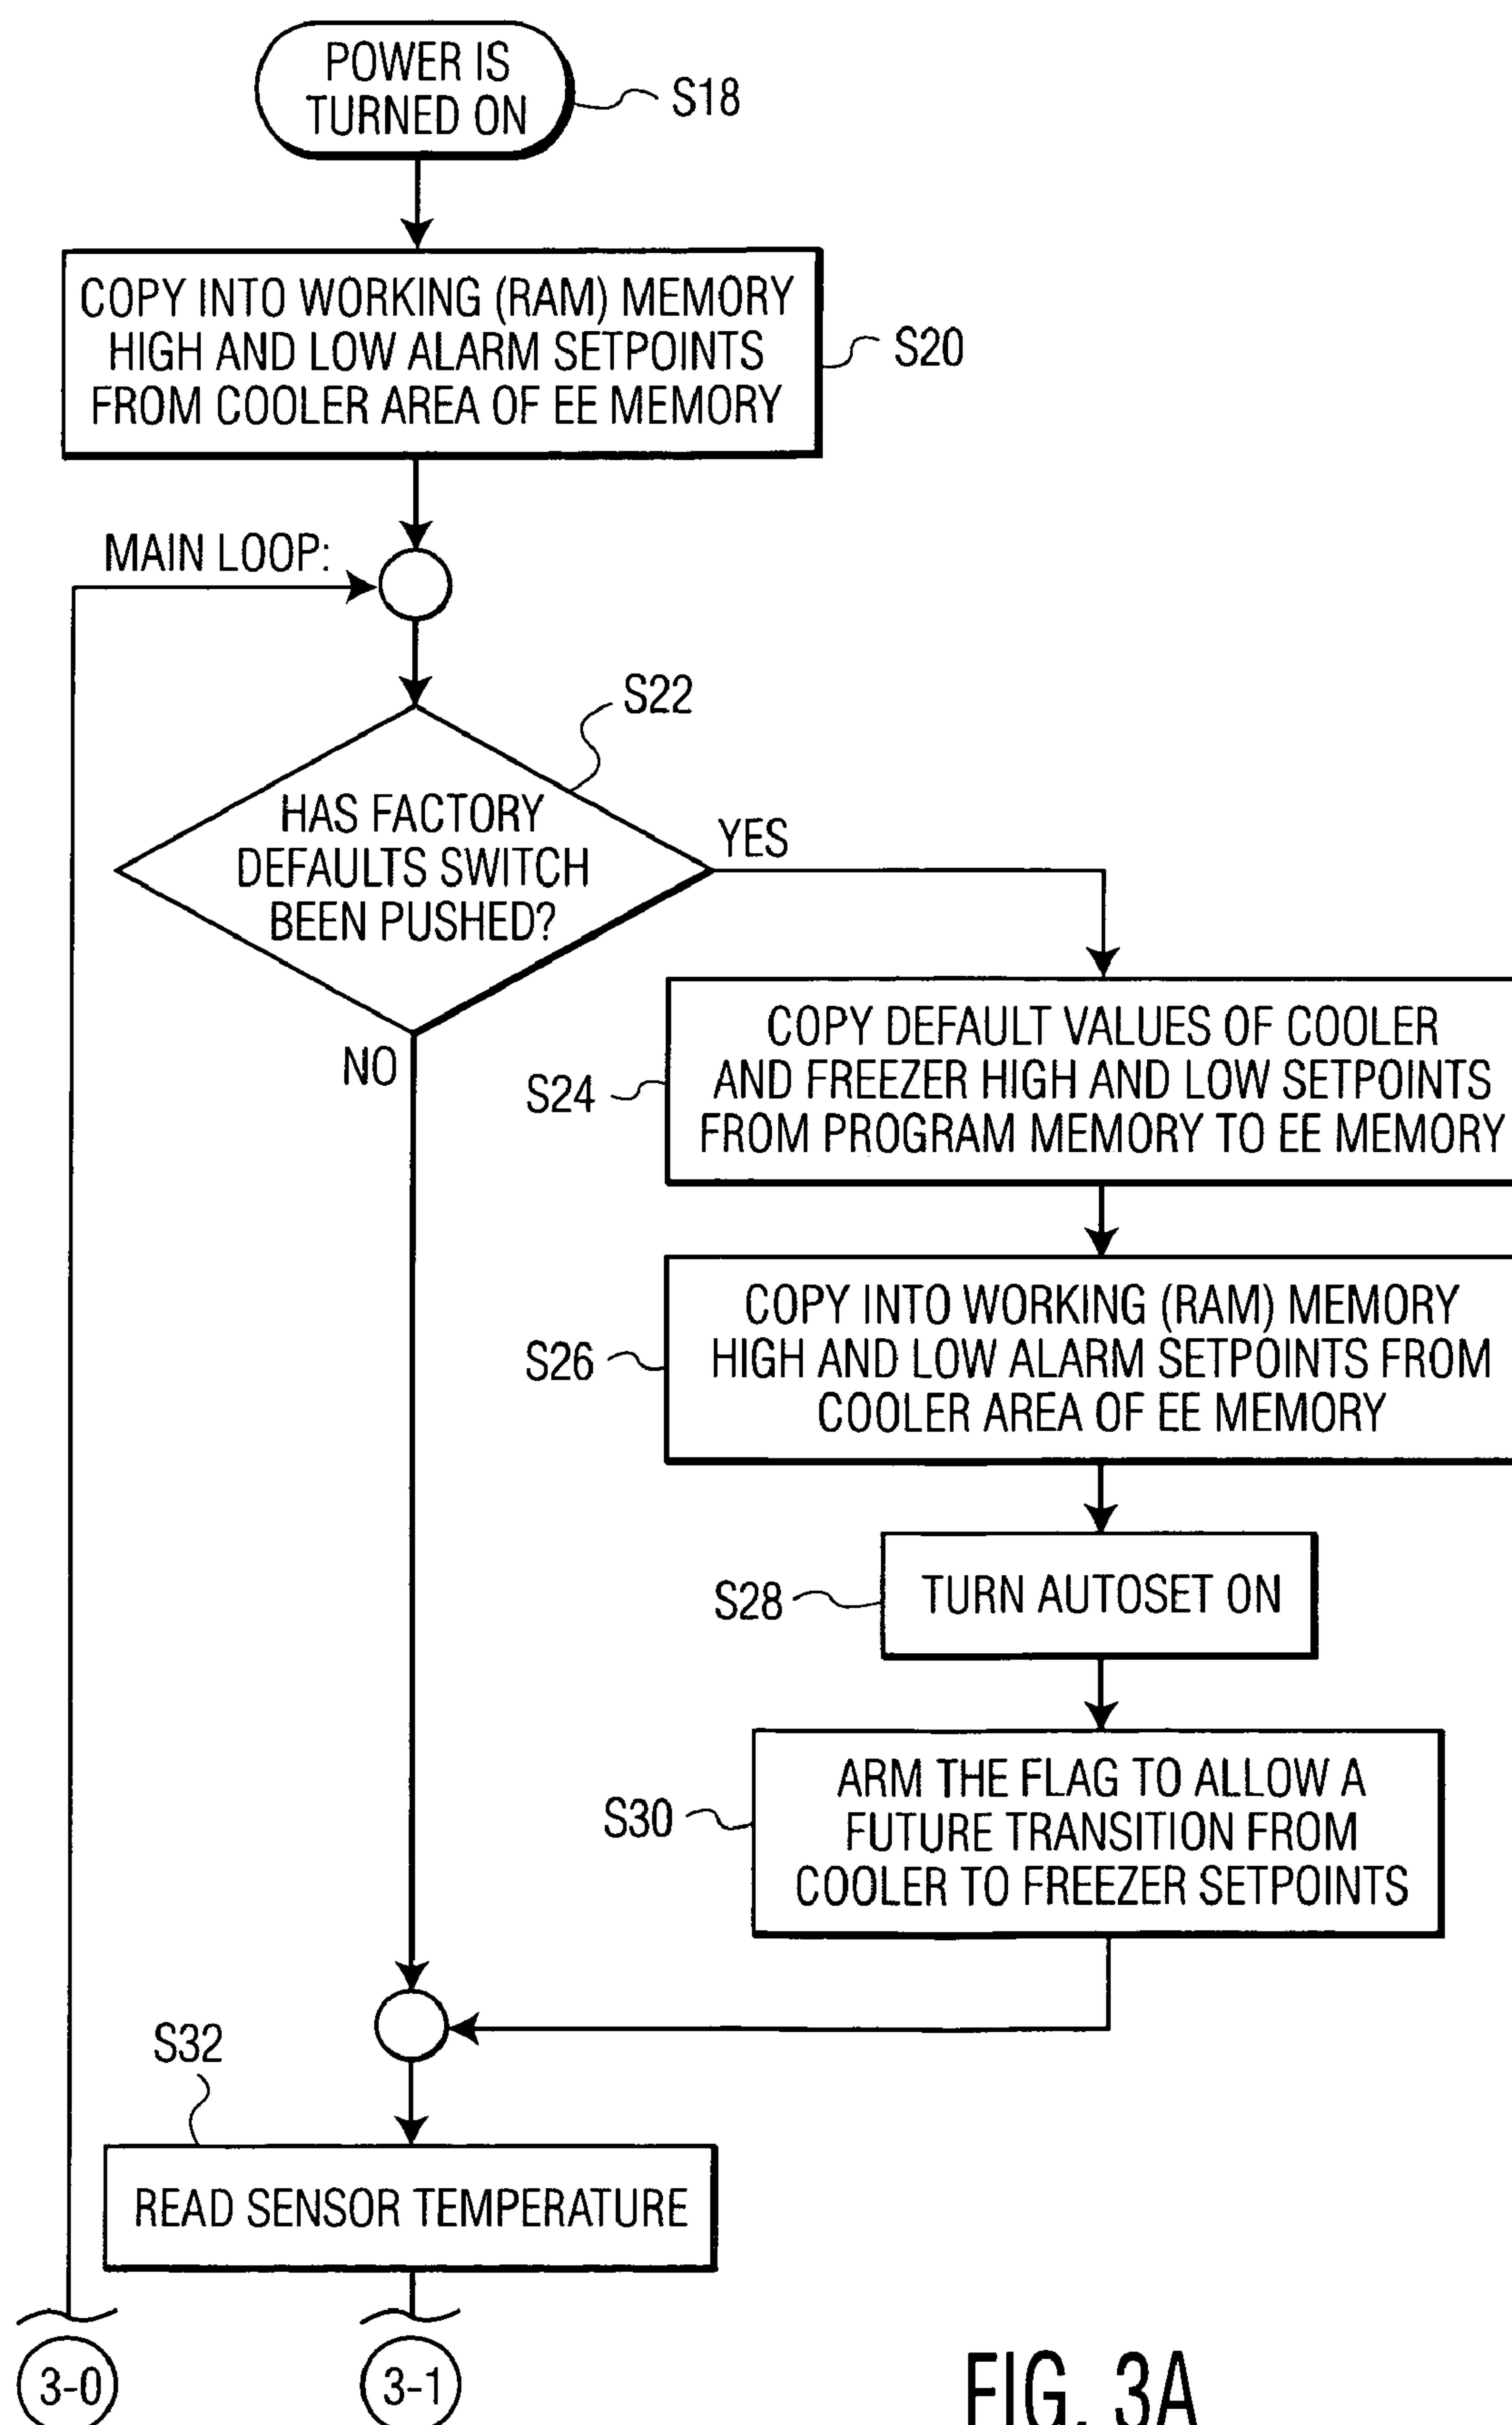 POWER IS
TURNED ON
S18
COPY INTO WORKING (RAM) MEMORY
HIGH AND LOW ALARM SETPOINTS
FROM COOLER AREA OF EE MEMORY
S20
MAIN LOOP:
S22
HAS FACTORY
DEFAULTS SWITCH
BEEN PUSHED?
YES
NO
COPY DEFAULT VALUES OF COOLER
AND FREEZER HIGH AND LOW SETPOINTS
FROM PROGRAM MEMORY TO EE MEMORY
S24
COPY INTO WORKING (RAM) MEMORY
HIGH AND LOW ALARM SETPOINTS FROM
COOLER AREA OF EE MEMORY
S26
TURN AUTOSET ON
S28
ARM THE FLAG TO ALLOW A
FUTURE TRANSITION FROM
COOLER TO FREEZER SETPOINTS
S30
S32
READ SENSOR TEMPERATURE
3-0
3-1
FIG. 3A